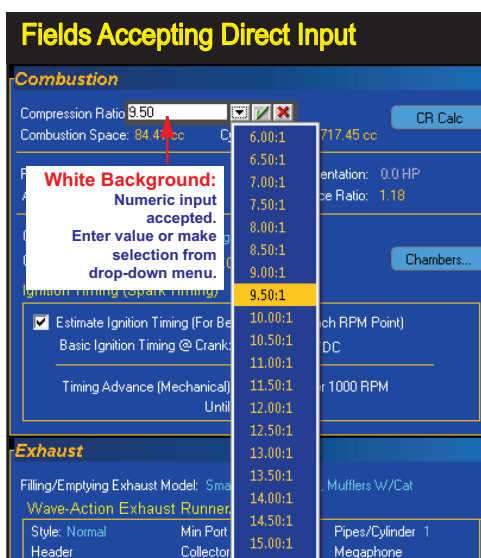 Fields Accepting Direct Input
Combustion
Compression Ratio 9.50
CR Calc
Combustion Space: 84.4 cc 717.45 cc
6.00:1
6.50:1
7.00:1
7.50:1
8.00:1
8.50:1
9.00:1
9.50:1
10.00:1
10.50:1
11.00:1
11.50:1
12.00:1
12.50:1
13.00:1
13.50:1
14.00:1
14.50:1
15.00:1
entation: 0.0 HP
ce Ratio: 1.18
White Background:
Numeric input
accepted.
Enter value or make
selection from
drop-down menu.
Chambers...
Ignition Timing (Spark Timing)
Estimate Ignition Timing (For Be ch RPM Point)
Basic Ignition Timing @ Crank: DC
Timing Advance (Mechanical) r 1000 RPM
Until
Exhaust
Filling/Emptying Exhaust Model: Sma , Mufflers W/Cat
Wave-Action Exhaust Runner
Style: Normal Min Port Pipes/Cylinder 1
Header Collector Megaphone